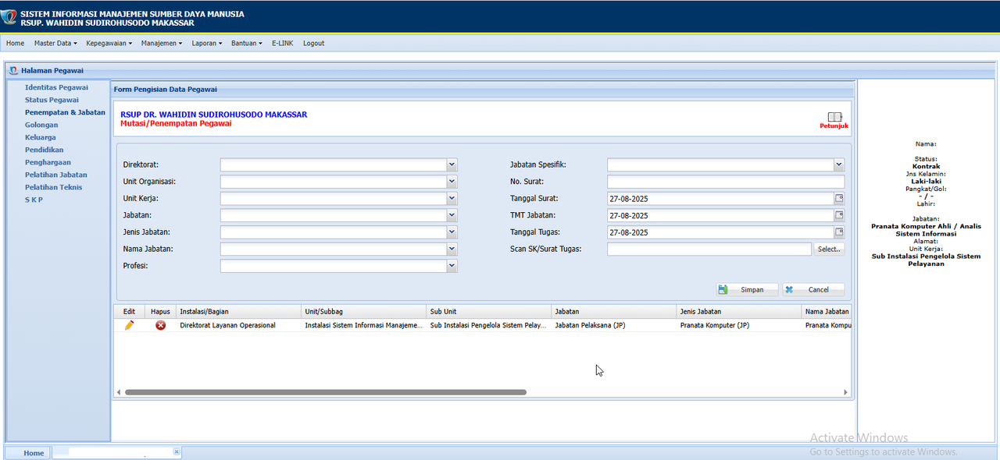 SISTEM INFORMASI MANAJEMEN SUMBER DAYA MANUSIA
RSUP. WAHIDIN SUDIROHUSODO MAKASSAR
Home Master Data Kepegawaian Manajemen Laporan Bantuan E-LINK Logout
Halaman Pegawai
Identitas Pegawai
Status Pegawai
Penempatan & Jabatan
Golongan
Keluarga
Pendidikan
Penghargaan
Pelatihan Jabatan
Pelatihan Teknis
S K P
Form Pengisian Data Pegawai
RSUP DR. WAHIDIN SUDIROHUSODO MAKASSAR
Mutasi/Penempatan Pegawai
Petunjuk
Direktorat:
Unit Organisasi:
Unit Kerja:
Jabatan:
Jenis Jabatan:
Nama Jabatan:
Profesi:
Jabatan Spesifik:
No. Surat:
Tanggal Surat: 27-08-2025
TMT Jabatan: 27-08-2025
Tanggal Tugas: 27-08-2025
Scan SK/Surat Tugas: Select..
Simpan Cancel
Edit Hapus Instalasi/Bagian Unit/Subbag Sub Unit Jabatan Jenis Jabatan Nama Jabatan
Direktorat Layanan Operasional Instalasi Sistem Informasi Manajeme... Sub Instalasi Pengelola Sistem Pelay... Jabatan Pelaksana (JP) Pranata Komputer (JP) Pranata Kompu
Nama:
Status:
Kontrak
Jns Kelamin:
Laki-laki
Pangkat/Gol:
- / -
Lahir:
Jabatan:
Pranata Komputer Ahli / Analis
Sistem Informasi
Alamat:
Unit Kerja:
Sub Instalasi Pengelola Sistem
Pelayanan
Activate Windows
Go to Settings to activate Windows.
Home